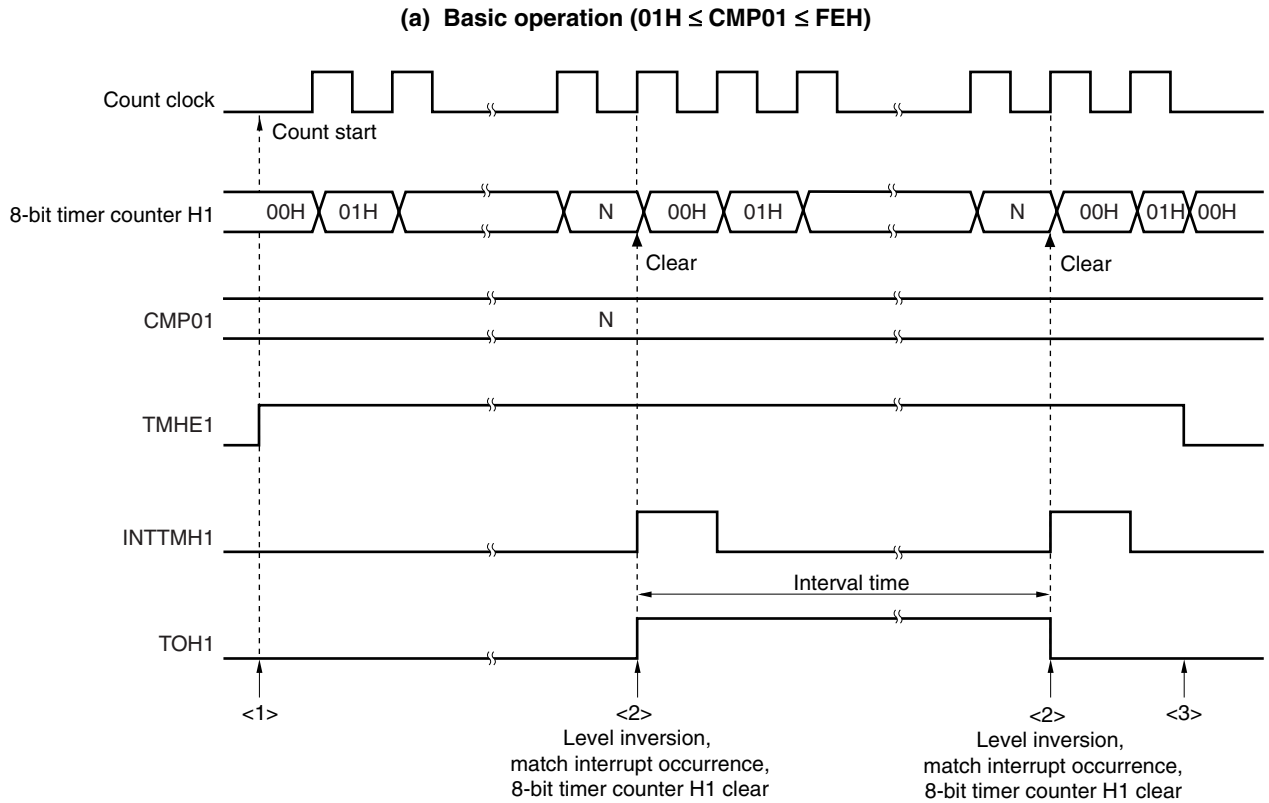 (a) Basic operation (01H ≤ CMP01 ≤ FEH)
Count clock
Count start
8-bit timer counter H1
00H 01H N 00H 01H N 00H 01H 00H
Clear Clear
CMP01
N
TMHE1
INTTMH1
Interval time
TOH1
<1> <2> <2> <3>
Level inversion,
match interrupt occurrence,
8-bit timer counter H1 clear
Level inversion,
match interrupt occurrence,
8-bit timer counter H1 clear